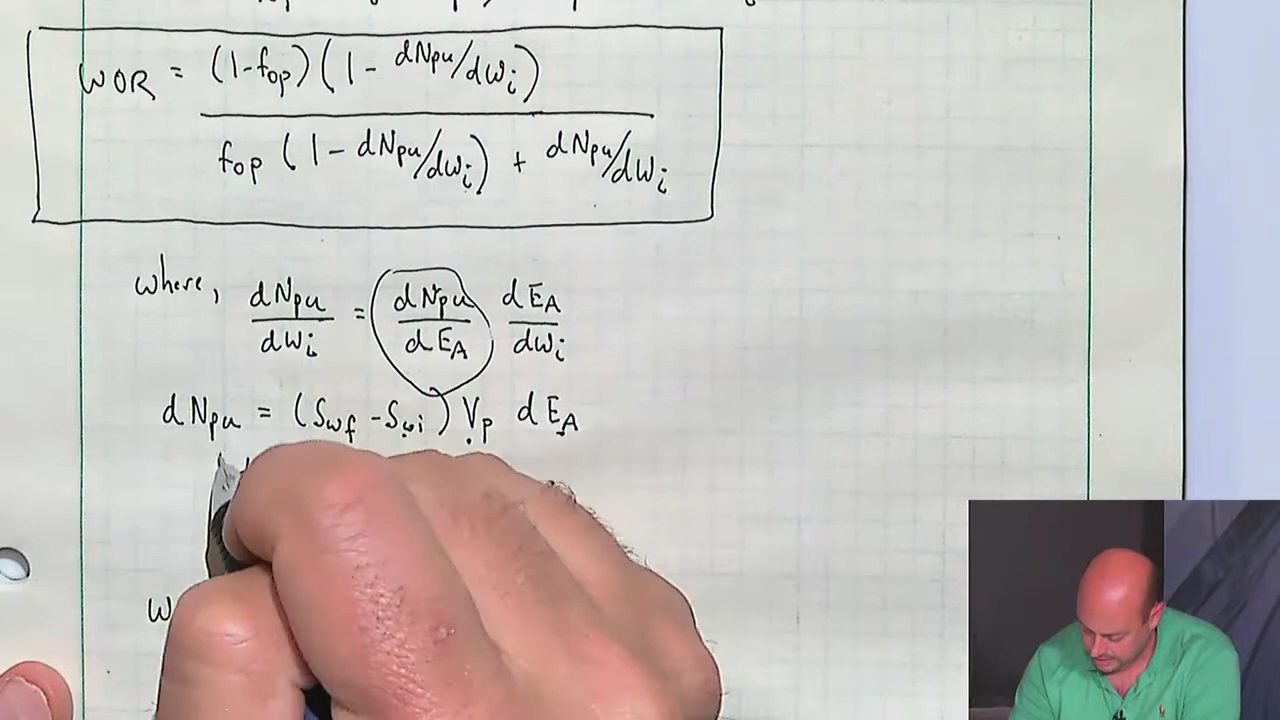 WOR = (1-fop)(1 - dNpu/dWi)
fop (1 - dNpu/dWi) + dNpu/dWi
where, dNpu/dWi = dNpu/dEA dEA/dWi
dNpu = (Swf - Swi) Vp dEA
W